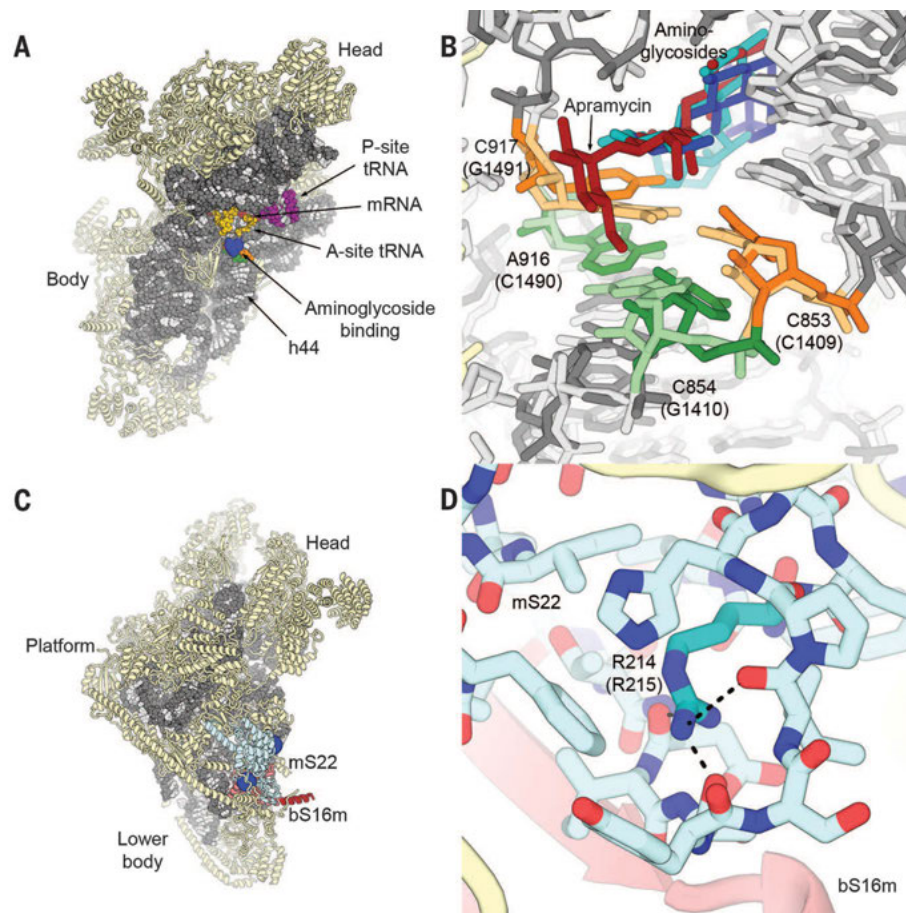 A
Head
P-site
tRNA
mRNA
A-site tRNA
Body
Aminoglycoside
binding
h44
B
Amino-
glycosides
Apramycin
C917
(G1491)
A916
(C1490)
C853
(C1409)
C854
(G1410)
C
Head
Platform
mS22
bS16m
Lower
body
D
mS22
R214
(R215)
bS16m